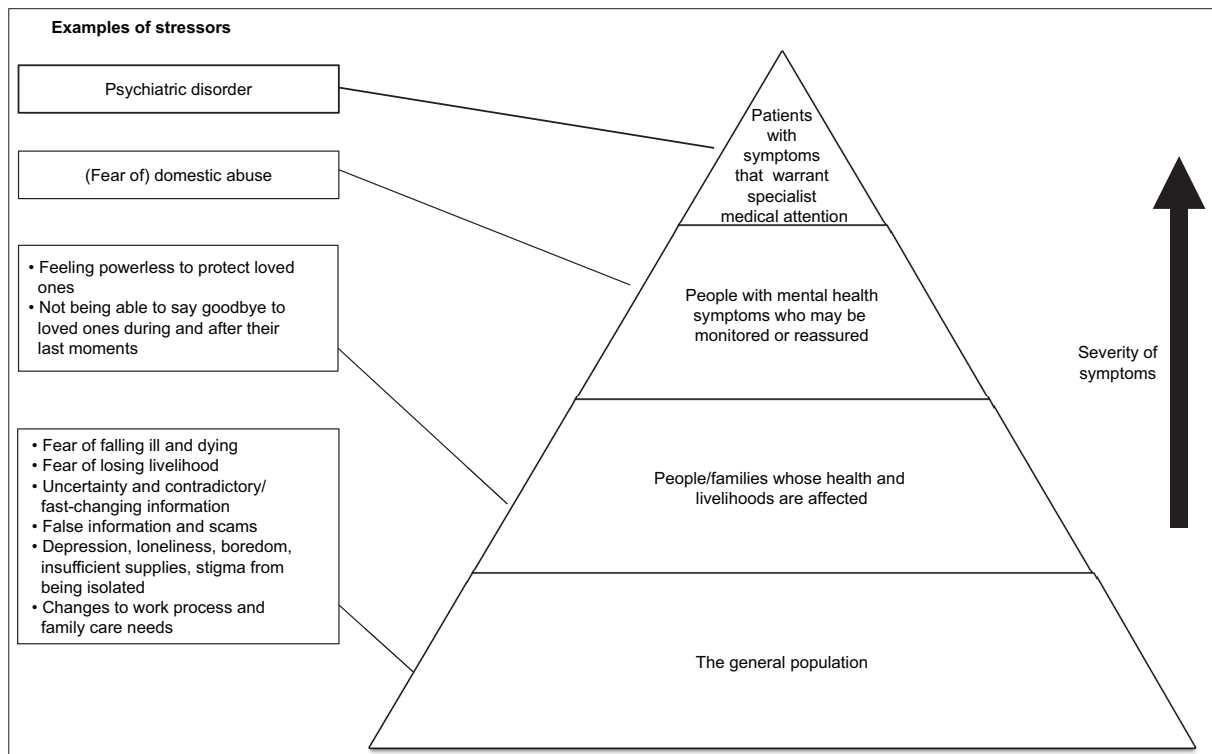 Examples of stressors
Psychiatric disorder
(Fear of) domestic abuse
• Feeling powerless to protect loved
ones
• Not being able to say goodbye to
loved ones during and after their
last moments
• Fear of falling ill and dying
• Fear of losing livelihood
• Uncertainty and contradictory/
fast-changing information
• False information and scams
• Depression, loneliness, boredom,
insufficient supplies, stigma from
being isolated
• Changes to work process and
family care needs
Patients
with
symptoms
that warrant
specialist
medical attention
People with mental health
symptoms who may be
monitored or reassured
People/families whose health and
livelihoods are affected
The general population
Severity of
symptoms